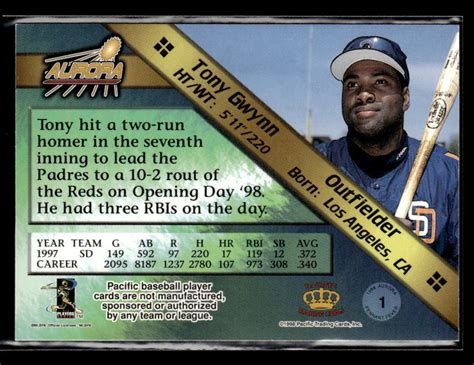 AURORA
Tony Gwynn
HT/WT: 5'11"/220
Outfielder
Born: Los Angeles, CA
Tony hit a two-run
homer in the seventh
inning to lead the
Padres to a 10-2 rout of
the Reds on Opening Day '98.
He had three RBIs on the day.
YEAR TEAM G AB R H HR RBI SB AVG
1997 SD 149 592 97 220 17 119 12 .372
CAREER 2095 8187 1237 2780 107 973 308 .340
Pacific baseball player
cards are not manufactured,
sponsored or authorized
by any team or league.
©1998 Pacific Trading Cards, Inc.
1998 AURORA
1
PENNANT FEVER